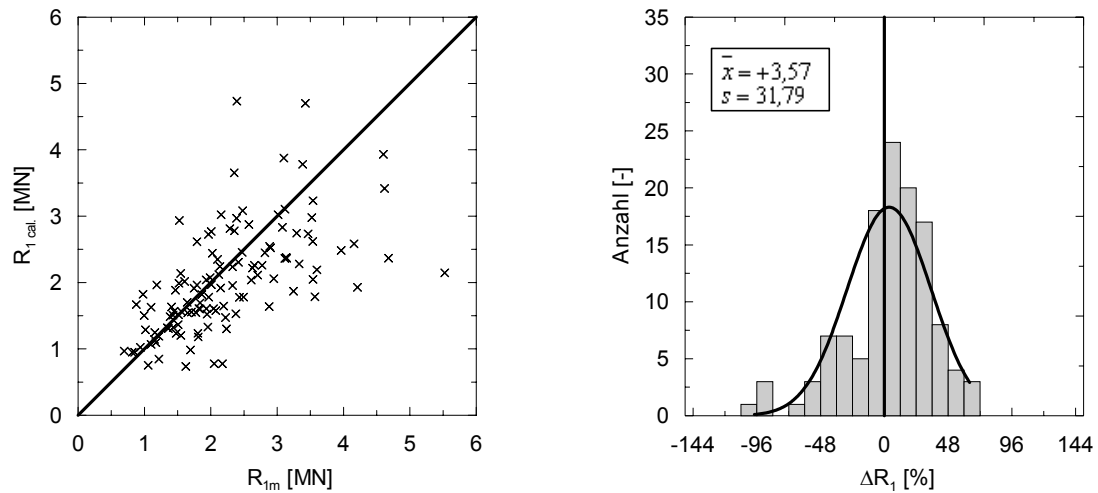 6
5
4
3
2
1
0
R1 cal. [MN]
0 1 2 3 4 5 6
R1m [MN]
35
30
25
20
15
10
5
0
Anzahl [-]
x̅ = +3,57
s = 31,79
-144 -96 -48 0 48 96 144
ΔR1 [%]